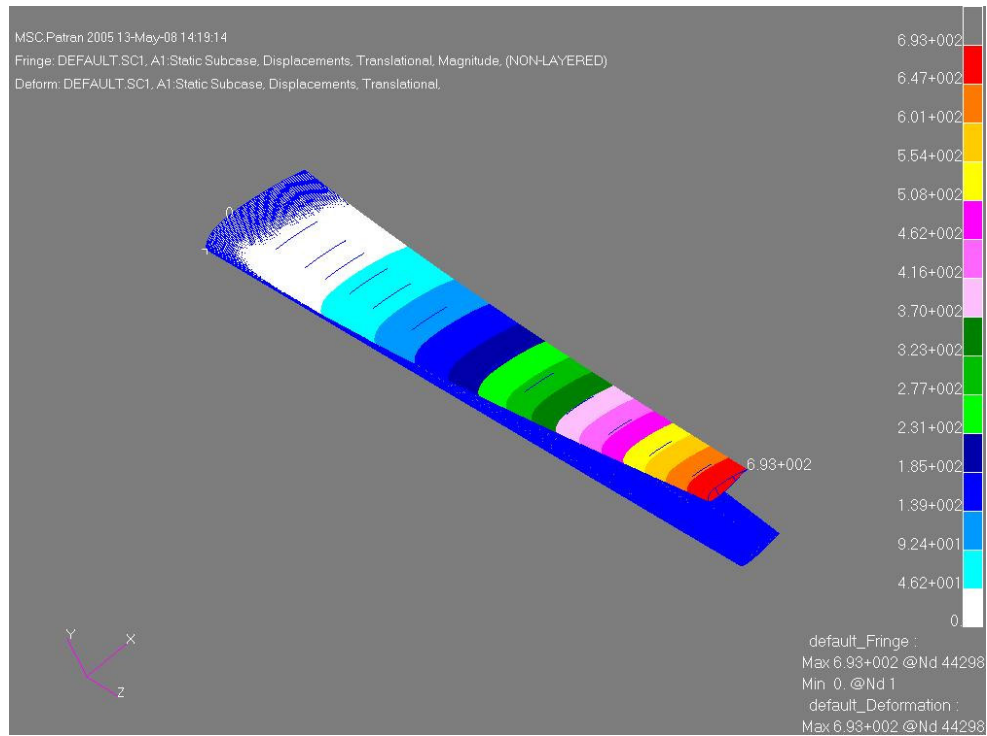 MSC.Patran 2005 13-May-08 14:19:14
Fringe: DEFAULT.SC1, A1:Static Subcase, Displacements, Translational, Magnitude, (NON-LAYERED)
Deform: DEFAULT.SC1, A1:Static Subcase, Displacements, Translational,
6.93+002
6.47+002
6.01+002
5.54+002
5.08+002
4.62+002
4.16+002
3.70+002
3.23+002
2.77+002
2.31+002
1.85+002
1.39+002
9.24+001
4.62+001
0
0
6.93+002
Y
X
Z
default_Fringe :
Max 6.93+002 @Nd 44298
Min 0. @Nd 1
default_Deformation :
Max 6.93+002 @Nd 44298